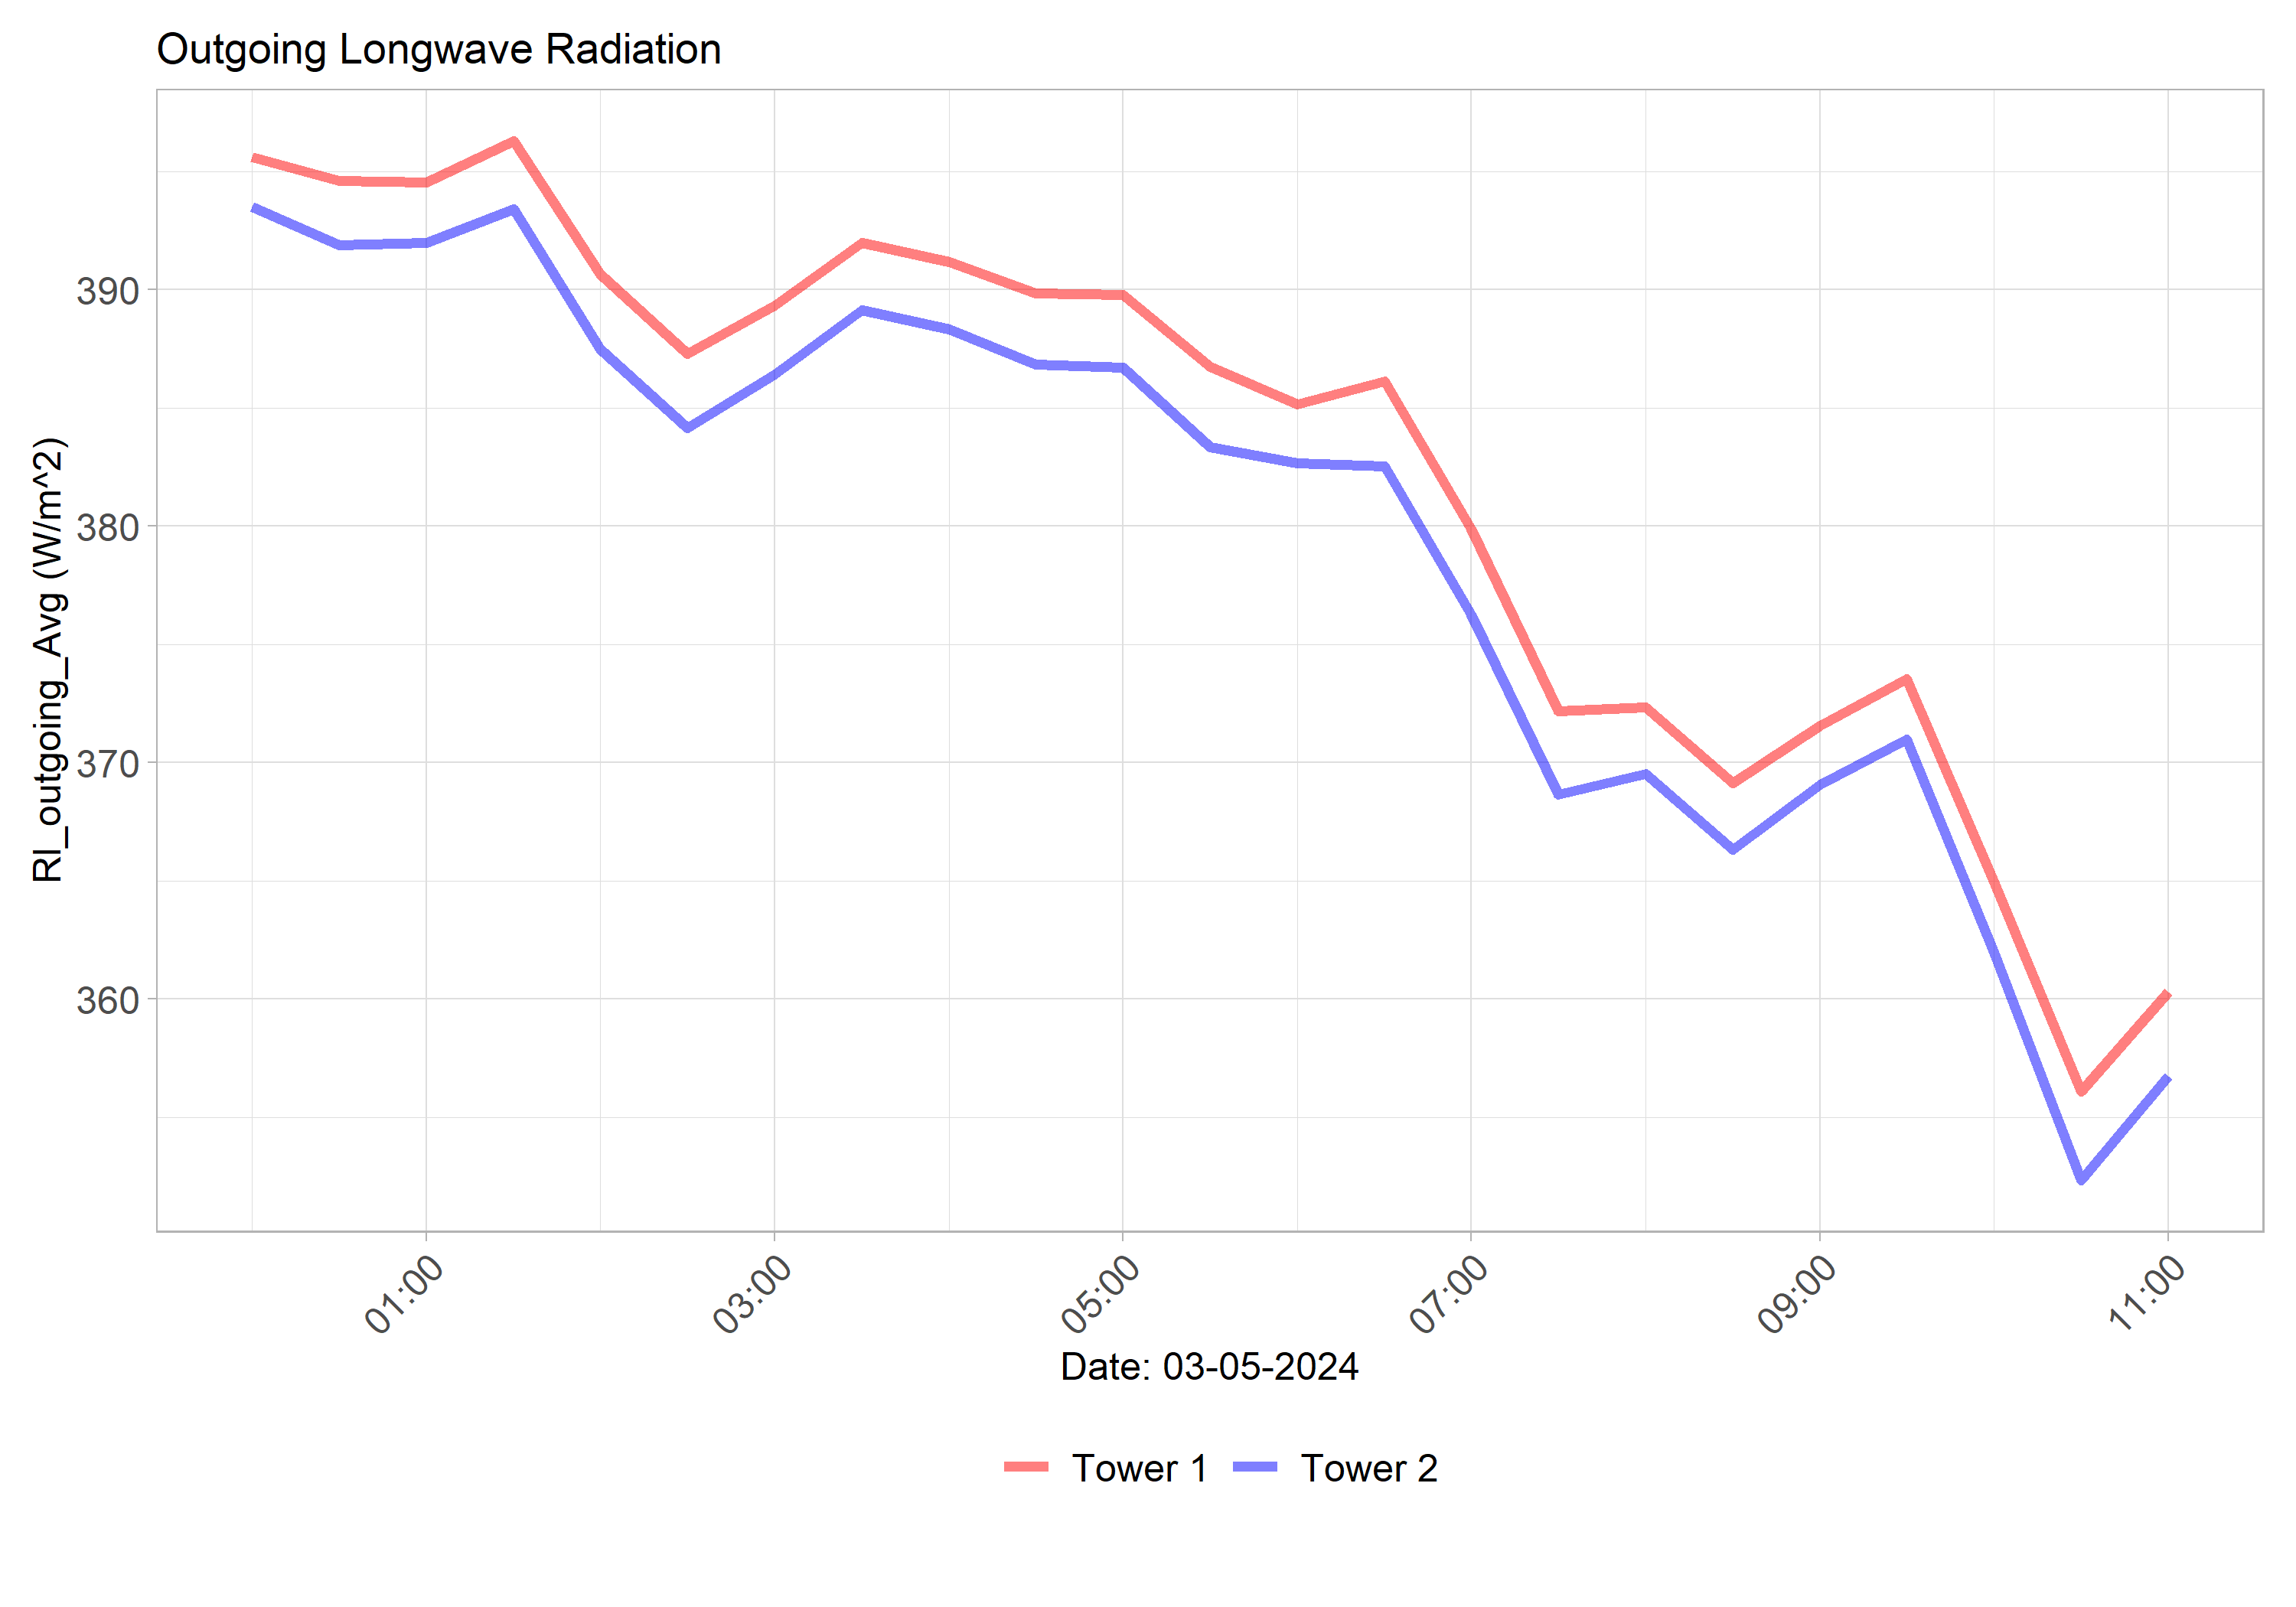 Outgoing Longwave Radiation
Rl_outgoing_Avg (W/m^2)
390
380
370
360
01:00
03:00
05:00
07:00
09:00
11:00
Date: 03-05-2024
Tower 1
Tower 2